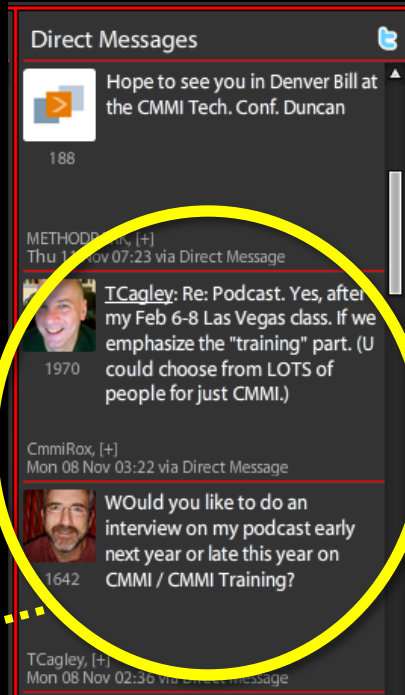 Direct Messages
Hope to see you in Denver Bill at
the CMMI Tech. Conf. Duncan
188
[+]
Thu 11 Nov 07:23 via Direct Message
TCagley: Re: Podcast. Yes, after
my Feb 6-8 Las Vegas class. If we
emphasize the "training" part. (U
could choose from LOTS of
people for just CMMI.)
1970
CmmiRox, [+]
Mon 08 Nov 03:22 via Direct Message
WOuld you like to do an
interview on my podcast early
next year or late this year on
CMMI / CMMI Training?
1642
TCagley, [+]
Mon 08 Nov 02:36 via Direct Message